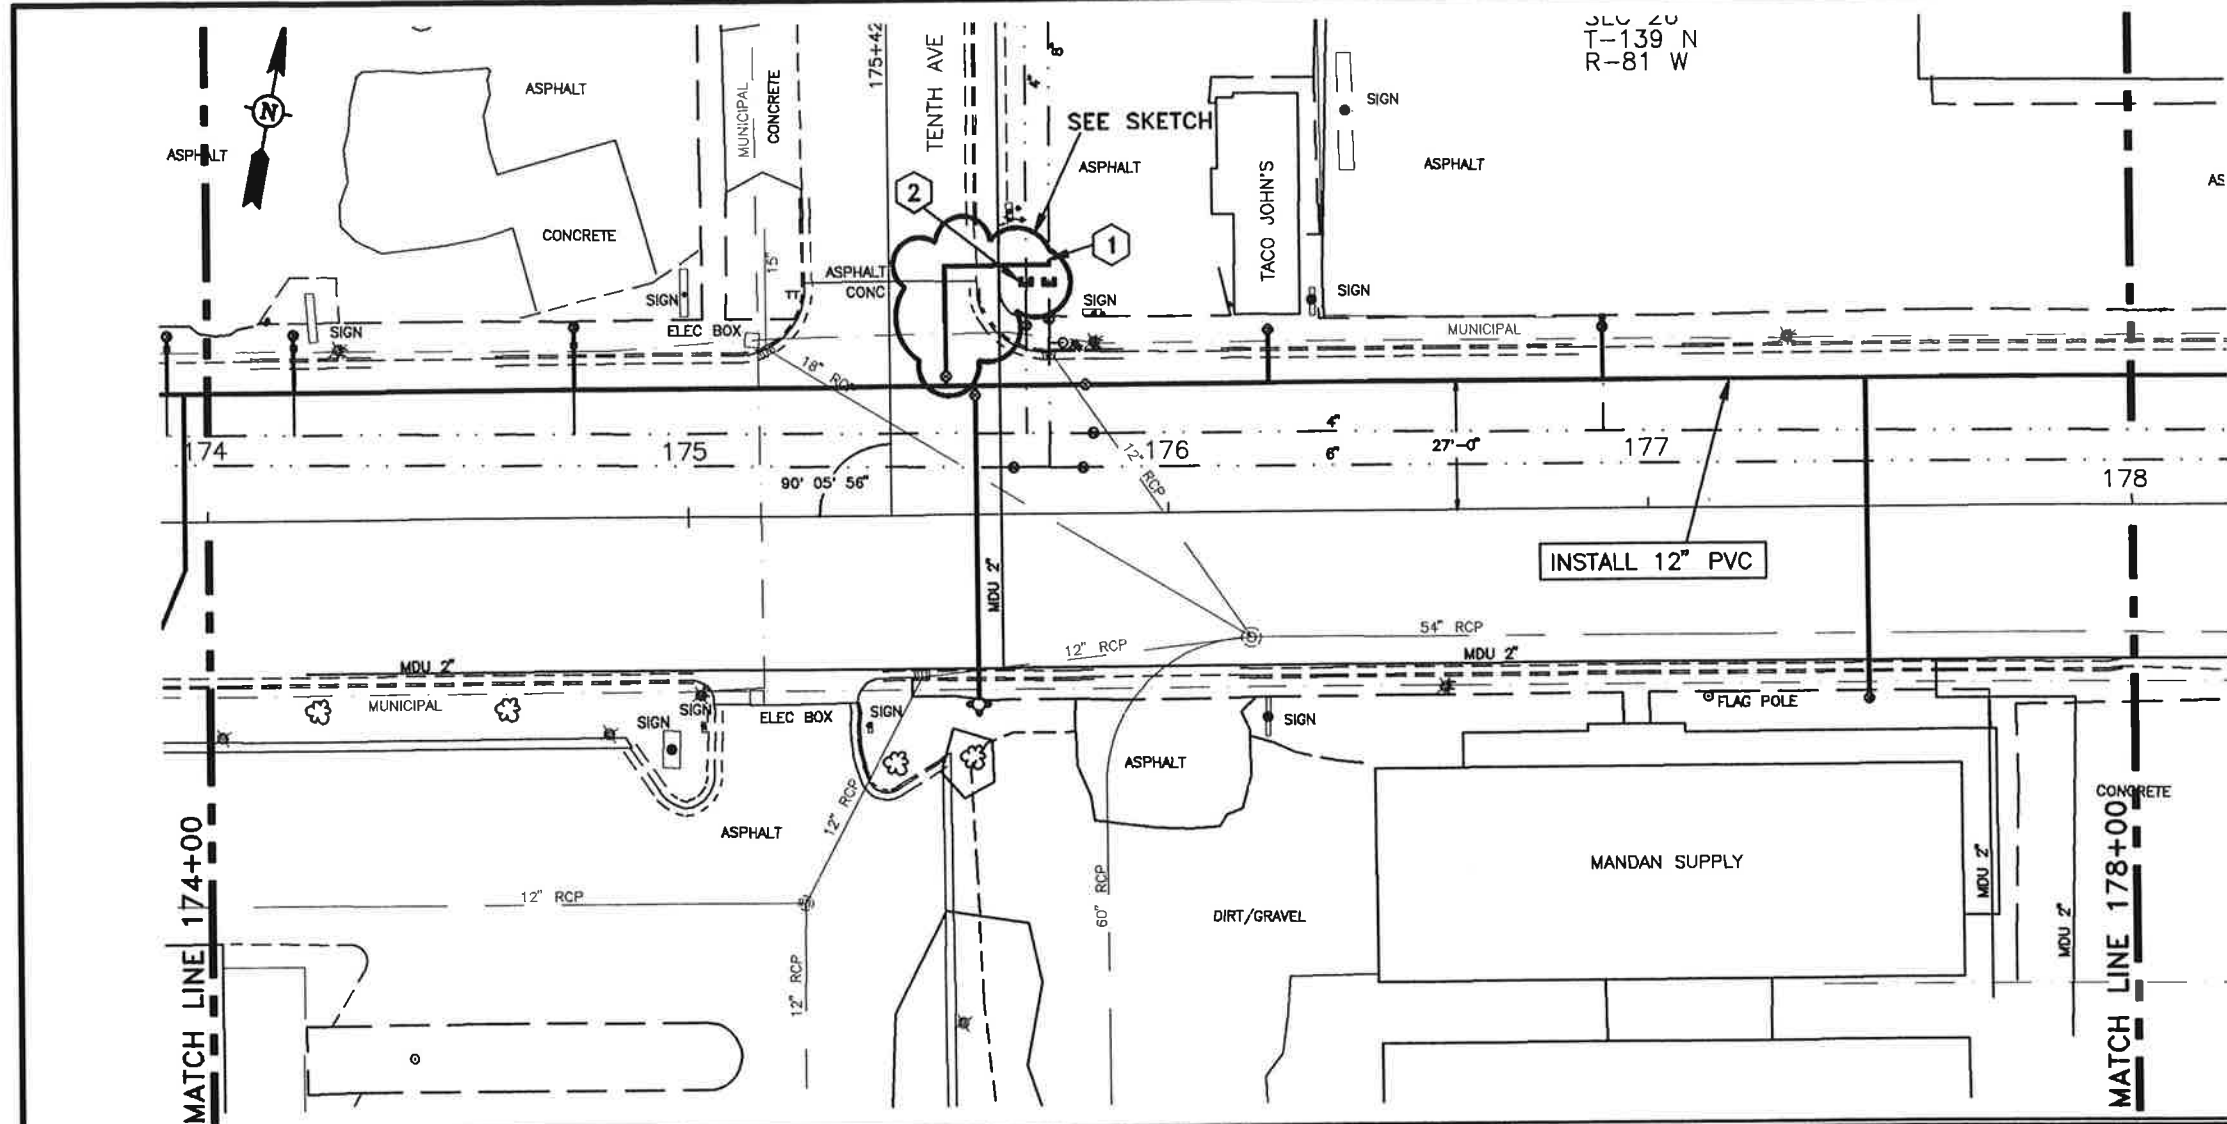 T-139 N
R-81 W
175+42
TENTH AVE
8"
4"
MUNICIPAL
CONCRETE
ASPHALT
SIGN
SEE SKETCH
N
ASPHALT
ASPHALT
ASPHALT
TACO JOHN'S
2
1
CONCRETE
15"
ASPHALT
CONC
SIGN
SIGN
SIGN
SIGN
ELEC BOX
MUNICIPAL
18"
12" RCP
4"
6"
27'-0"
174
175
176
177
178
90' 05' 56"
INSTALL 12" PVC
MDU 2"
54" RCP
12" RCP
MDU 2"
MDU 2"
MUNICIPAL
SIGN
SIGN
ELEC BOX
SIGN
SIGN
FLAG POLE
ASPHALT
CONCRETE
12" RCP
ASPHALT
MANDAN SUPPLY
MDU 2"
MDU 2"
12" RCP
60" RCP
DIRT/GRAVEL
12" RCP
MATCH LINE 174+00
MATCH LINE 178+00